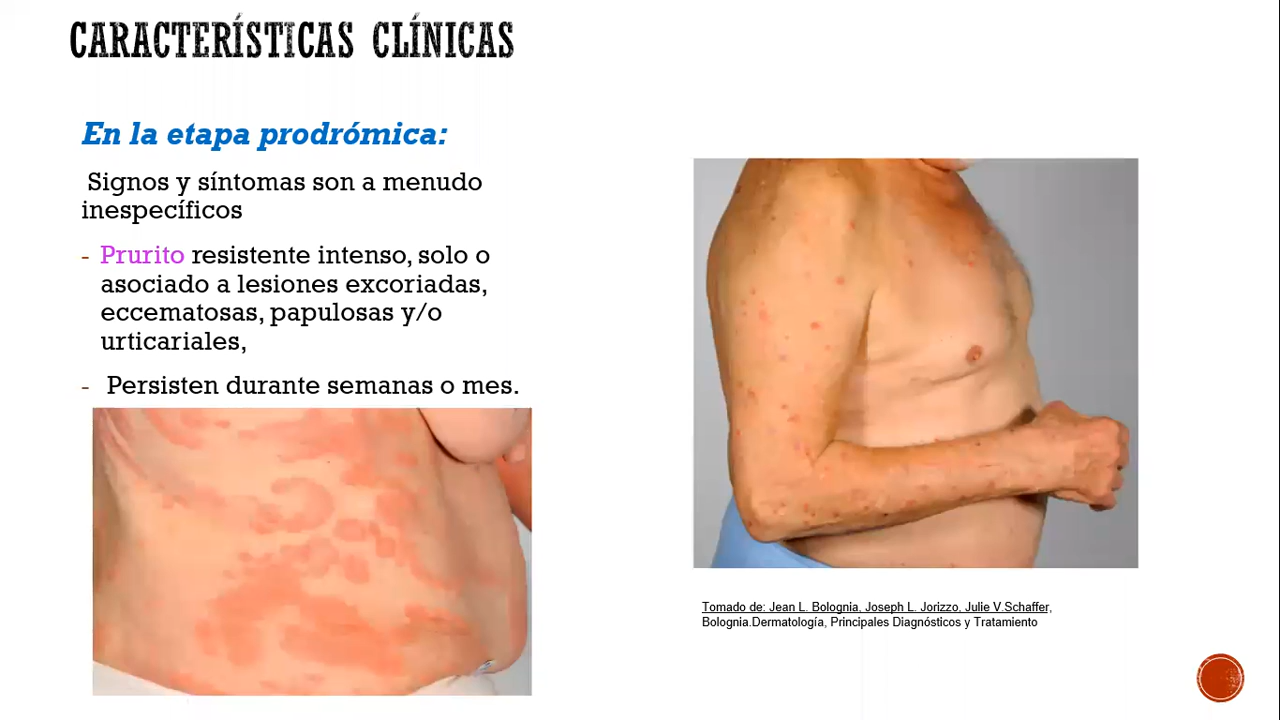 CARACTERÍSTICAS CLÍNICAS
En la etapa prodrómica:
Signos y síntomas son a menudo
inespecíficos
- Prurito resistente intenso, solo o
asociado a lesiones excoriadas,
eccematosas, papulosas y/o
urticariales,
- Persisten durante semanas o mes.
Tomado de: Jean L. Bolognia, Joseph L. Jorizzo, Julie V.Schaffer,
Bolognia.Dermatología, Principales Diagnósticos y Tratamiento